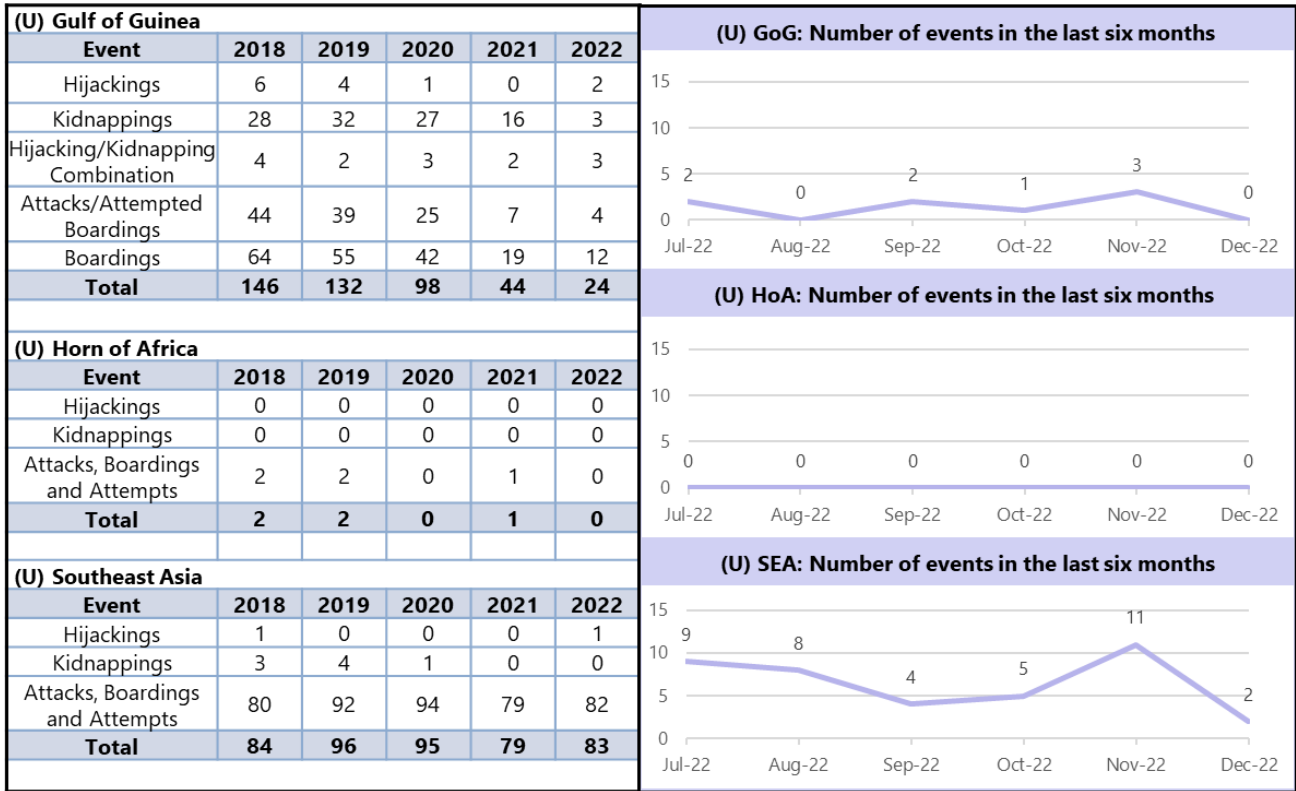 (U) Gulf of Guinea
Event 2018 2019 2020 2021 2022
Hijackings 6 4 1 0 2
Kidnappings 28 32 27 16 3
Hijacking/Kidnapping
Combination 4 2 3 2 3
Attacks/Attempted
Boardings 44 39 25 7 4
Boardings 64 55 42 19 12
Total 146 132 98 44 24
(U) Horn of Africa
Event 2018 2019 2020 2021 2022
Hijackings 0 0 0 0 0
Kidnappings 0 0 0 0 0
Attacks, Boardings
and Attempts 2 2 0 1 0
Total 2 2 0 1 0
(U) Southeast Asia
Event 2018 2019 2020 2021 2022
Hijackings 1 0 0 0 1
Kidnappings 3 4 1 0 0
Attacks, Boardings
and Attempts 80 92 94 79 82
Total 84 96 95 79 83
(U) GoG: Number of events in the last six months
15
10
5
0
2 0 2 1 3 0
Jul-22 Aug-22 Sep-22 Oct-22 Nov-22 Dec-22
(U) HoA: Number of events in the last six months
15
10
5
0
0 0 0 0 0 0
Jul-22 Aug-22 Sep-22 Oct-22 Nov-22 Dec-22
(U) SEA: Number of events in the last six months
15
10
5
0
9 8 4 5 11 2
Jul-22 Aug-22 Sep-22 Oct-22 Nov-22 Dec-22